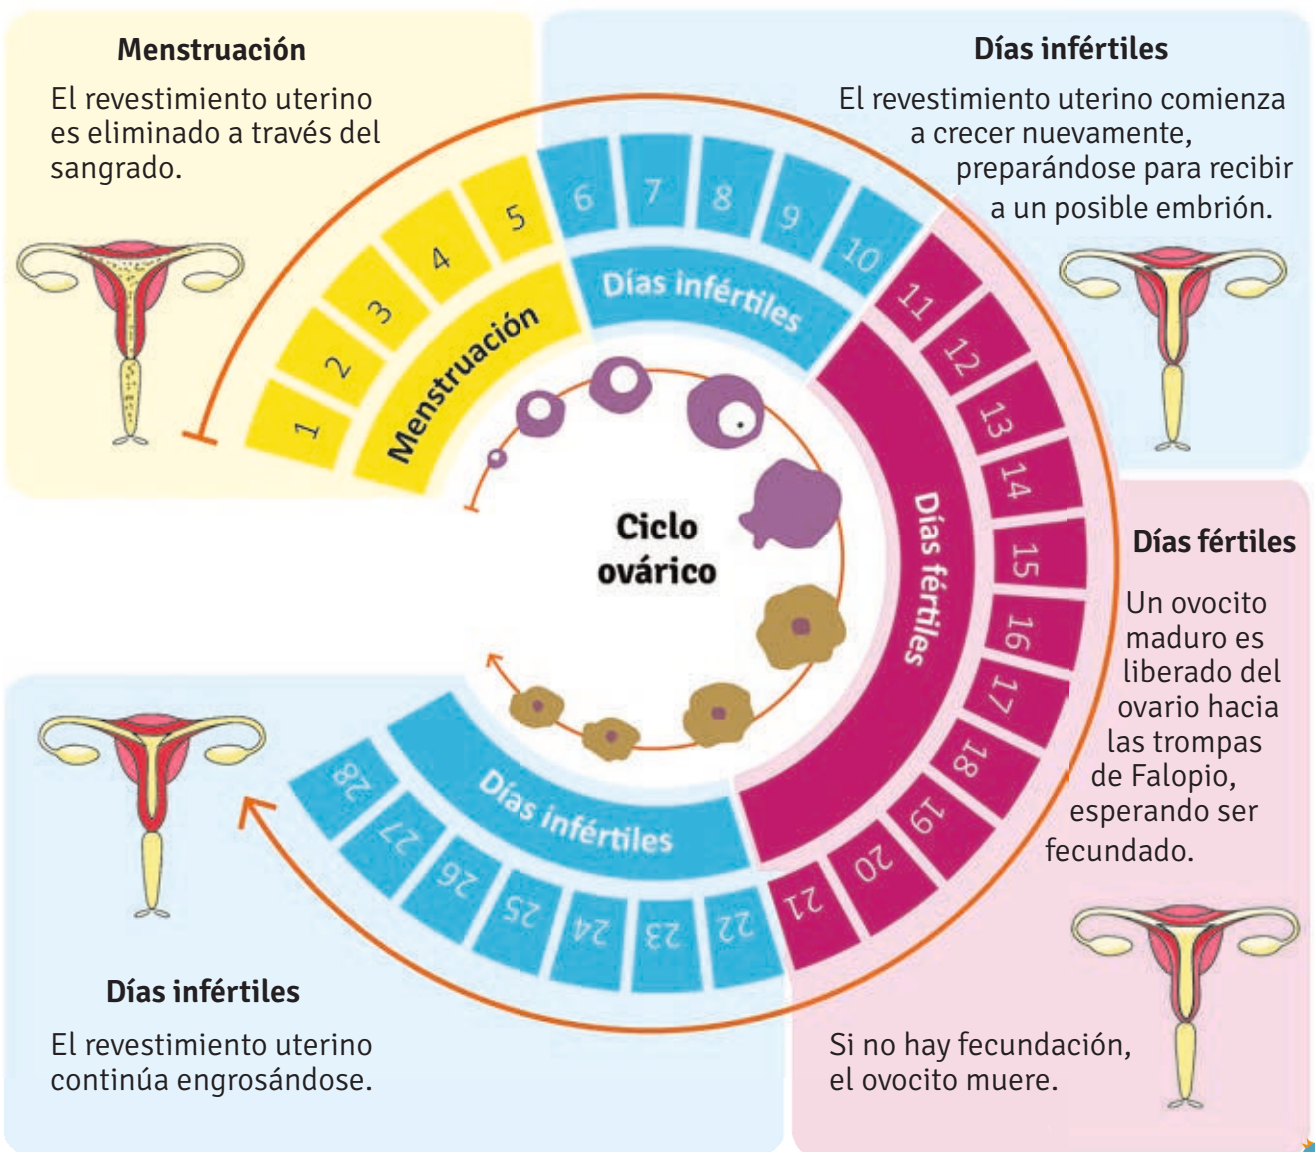 Menstruación
El revestimiento uterino
es eliminado a través del
sangrado.
Días infértiles
El revestimiento uterino comienza
a crecer nuevamente,
preparándose para recibir
a un posible embrión.
1
2
3
4
5
6
7
8
9
10
11
12
13
14
15
16
17
18
19
20
21
22
23
24
25
26
27
28
Menstruación
Días infértiles
Días fértiles
Días infértiles
Ciclo
ovárico
Días fértiles
Un ovocito
maduro es
liberado del
ovario hacia
las trompas
de Falopio,
esperando ser
fecundado.
Si no hay fecundación,
el ovocito muere.
Días infértiles
El revestimiento uterino
continúa engrosándose.